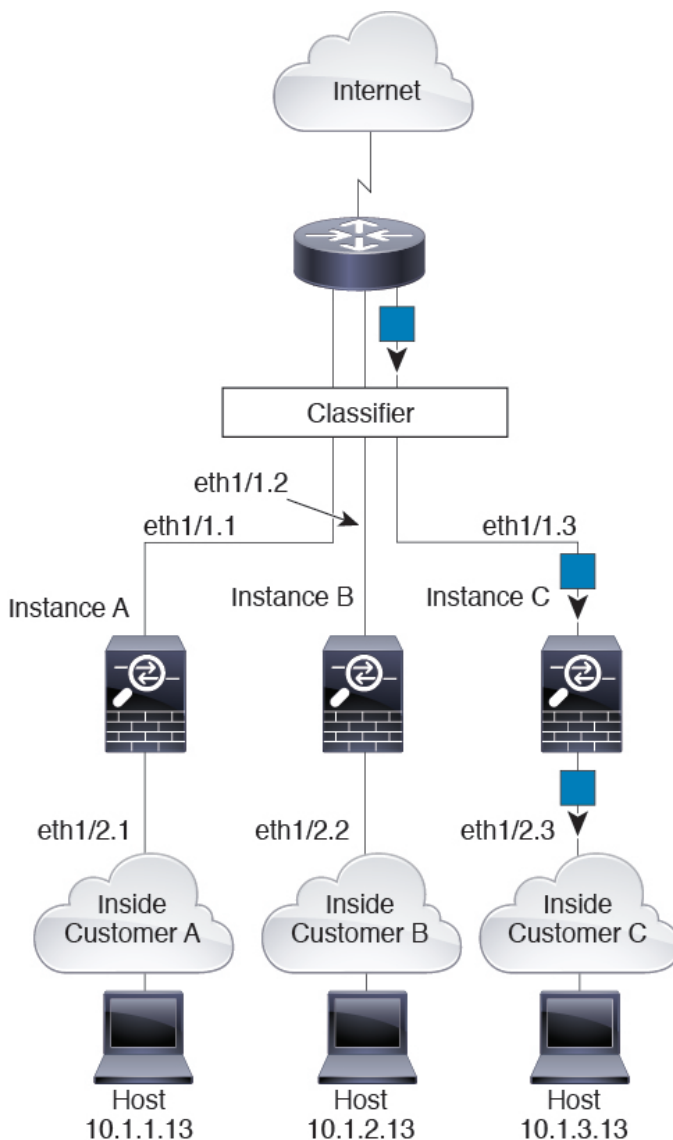 Internet
Classifier
eth1/1.2
eth1/1.1
eth1/1.3
Instance A
Instance B
Instance C
eth1/2.1
eth1/2.2
eth1/2.3
Inside
Customer A
Inside
Customer B
Inside
Customer C
Host
10.1.1.13
Host
10.1.2.13
Host
10.1.3.13